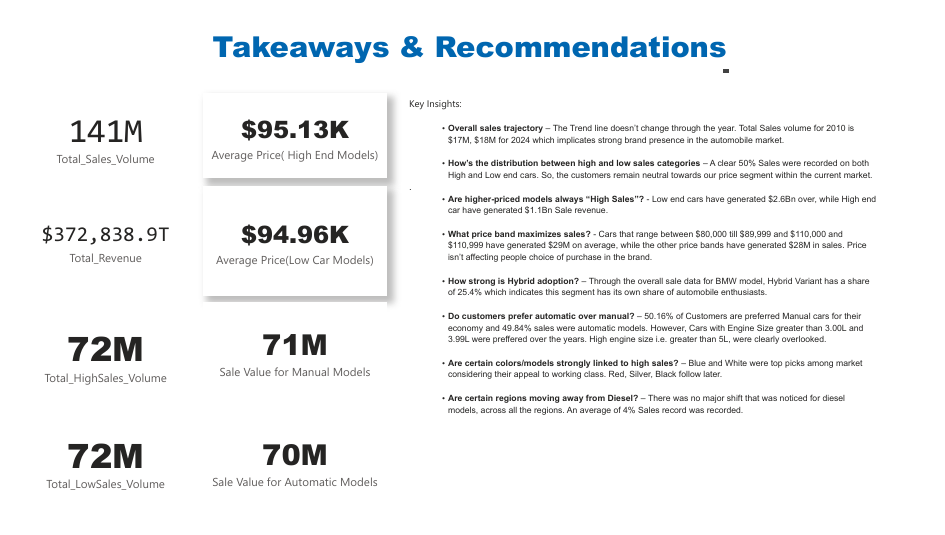 Takeaways & Recommendations
141M
Total_Sales_Volume
$95.13K
Average Price( High End Models)
$372,838.9T
Total_Revenue
$94.96K
Average Price(Low Car Models)
72M
Total_HighSales_Volume
71M
Sale Value for Manual Models
72M
Total_LowSales_Volume
70M
Sale Value for Automatic Models
Key Insights:
• Overall sales trajectory – The Trend line doesn't change through the year. Total Sales volume for 2010 is
$17M, $18M for 2024 which implicates strong brand presence in the automobile market.
• How's the distribution between high and low sales categories – A clear 50% Sales were recorded on both
High and Low end cars. So, the customers remain neutral towards our price segment within the current market.
.
• Are higher-priced models always “High Sales”? - Low end cars have generated $2.6Bn over, while High end
car have generated $1.1Bn Sale revenue.
• What price band maximizes sales? - Cars that range between $80,000 till $89,999 and $110,000 and
$110,999 have generated $29M on average, while the other price bands have generated $28M in sales. Price
isn't affecting people choice of purchase in the brand.
• How strong is Hybrid adoption? – Through the overall sale data for BMW model, Hybrid Variant has a share
of 25.4% which indicates this segment has its own share of automobile enthusiasts.
• Do customers prefer automatic over manual? – 50.16% of Customers are preferred Manual cars for their
economy and 49.84% sales were automatic models. However, Cars with Engine Size greater than 3.00L and
3.99L were preffered over the years. High engine size i.e. greater than 5L, were clearly overlooked.
• Are certain colors/models strongly linked to high sales? – Blue and White were top picks among market
considering their appeal to working class. Red, Silver, Black follow later.
• Are certain regions moving away from Diesel? – There was no major shift that was noticed for diesel
models, across all the regions. An average of 4% Sales record was recorded.